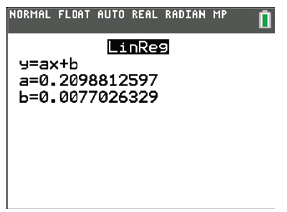 NORMAL FLOAT AUTO REAL RADIAN MP
LinReg
y=ax+b
a=0.2098812597
b=0.0077026329